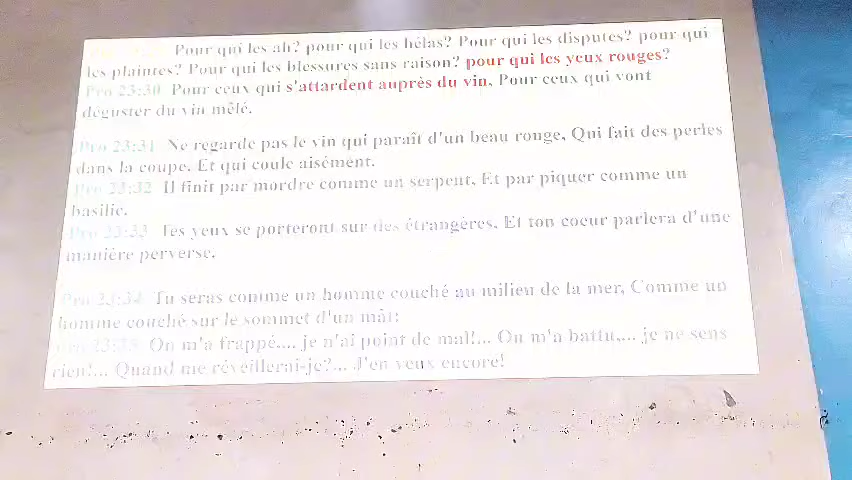 Pour qui les ah? pour qui les hélas? Pour qui les disputes? pour qui
les plaintes? Pour qui les blessures sans raison? pour qui les yeux rouges?
Pro 23:30 Pour ceux qui s'attardent auprès du vin, Pour ceux qui vont
déguster du vin mêlé.
Pro 23:31 Ne regarde pas le vin qui paraît d'un beau rouge, Qui fait des perles
dans la coupe, Et qui coule aisément.
Pro 23:32 Il finit par mordre comme un serpent, Et par piquer comme un
basilic.
Pro 23:33 Tes yeux se porteront sur des étrangères, Et ton coeur parlera d'une
manière perverse.
Pro 23:34 Tu seras comme un homme couché au milieu de la mer, Comme un
homme couché sur le sommet d'un mât:
Pro 23:35 On m'a frappé,... je n'ai point de mal!... On m'a battu,... je ne sens
rien!... Quand me réveillerai-je?... J'en veux encore!